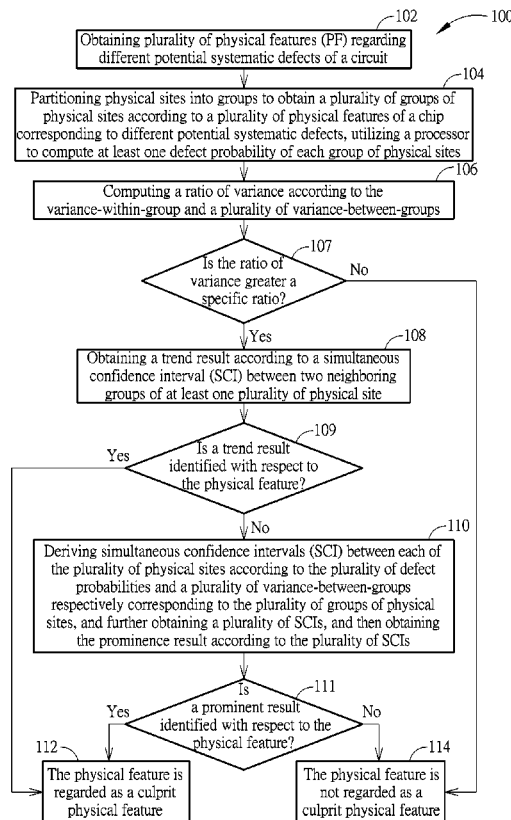 100
102
Obtaining plurality of physical features (PF) regarding
different potential systematic defects of a circuit
104
Partitioning physical sites into groups to obtain a plurality of groups of
physical sites according to a plurality of physical features of a chip
corresponding to different potential systematic defects, utilizing a processor
to compute at least one defect probability of each group of physical sites
106
Computing a ratio of variance according to the
variance-within-group and a plurality of variance-between-groups
107
Is the ratio of
variance greater a
specific ratio?
No
Yes
108
Obtaining a trend result according to a simultaneous
confidence interval (SCI) between two neighboring
groups of at least one plurality of physical site
109
Yes
Is a trend result
identified with respect to
the physical feature?
No
110
Deriving simultaneous confidence intervals (SCI) between each of
the plurality of physical sites according to the plurality of defect
probabilities and a plurality of variance-between-groups
respectively corresponding to the plurality of groups of physical
sites, and further obtaining a plurality of SCIs, and then obtaining
the prominence result according to the plurality of SCIs
111
Is
a prominent result
identified with respect to the
physical feature?
Yes
No
112
The physical feature is
regarded as a culprit
physical feature
114
The physical feature is
not regarded as a
culprit physical feature